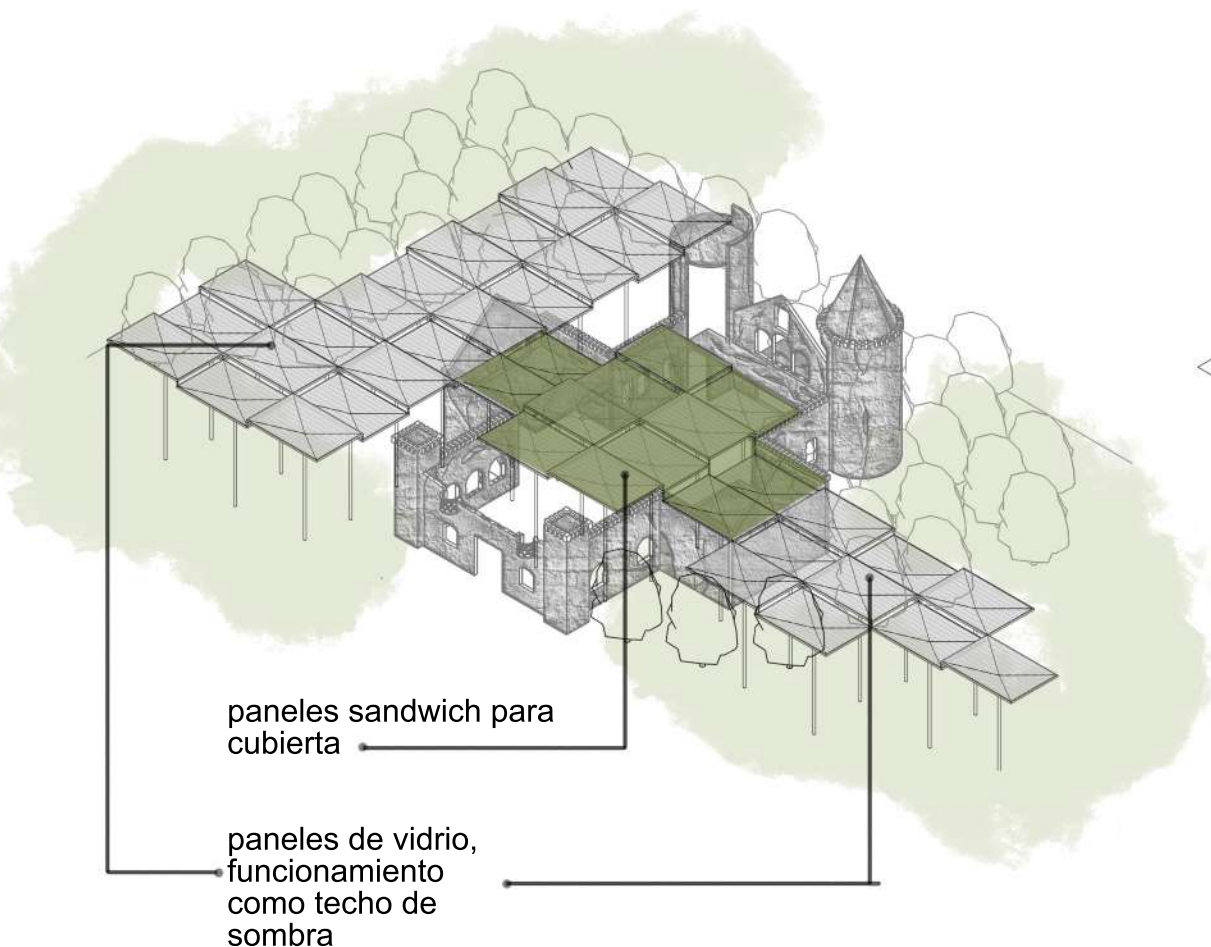 paneles sandwich para
cubierta
paneles de vidrio,
funcionamiento
como techo de
sombra